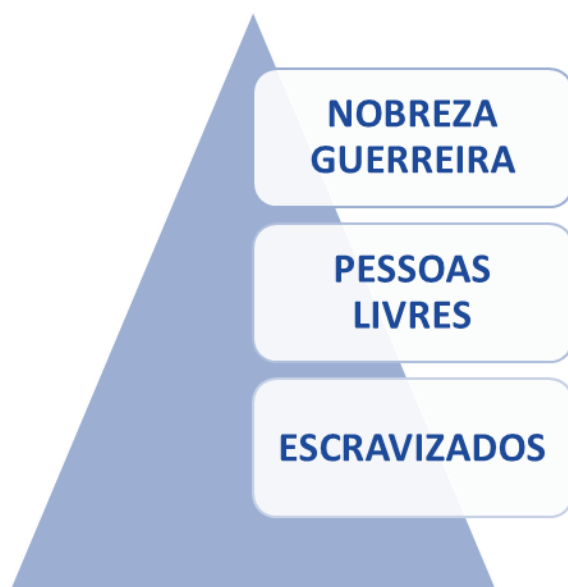 NOBREZA
GUERREIRA
PESSOAS
LIVRES
ESCRAVIZADOS